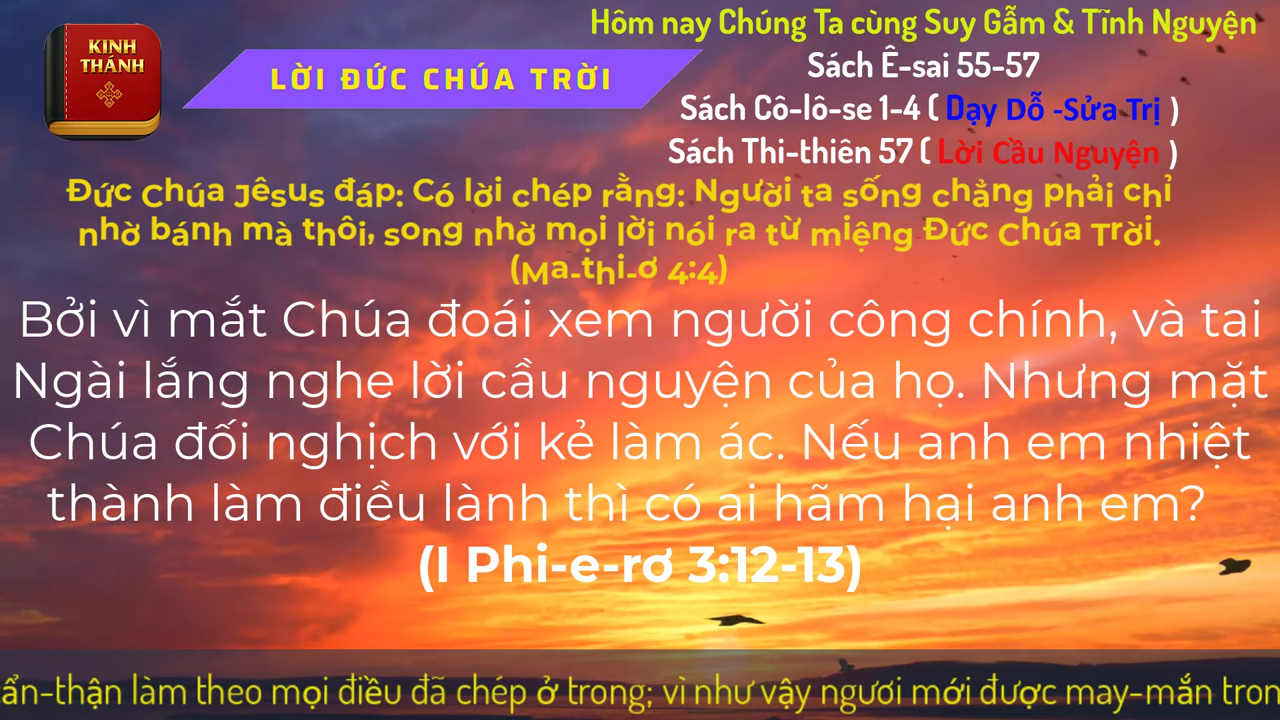 KINH
THÁNH
LỜI ĐỨC CHÚA TRỜI
Hôm nay Chúng Ta cùng Suy Gẫm & Tĩnh Nguyện
Sách Ê-sai 55-57
Sách Cô-lô-se 1-4 ( Dạy Dỗ -Sửa Trị )
Sách Thi-thiên 57 ( Lời Cầu Nguyện )
Đức Chúa Jêsus đáp: Có lời chép rằng: Người ta sống chẳng phải chỉ
nhờ bánh mà thôi, song nhờ mọi lời nói ra từ miệng Đức Chúa Trời.
(Ma-thi-ơ 4:4)
Bởi vì mắt Chúa đoái xem người công chính, và tai
Ngài lắng nghe lời cầu nguyện của họ. Nhưng mặt
Chúa đối nghịch với kẻ làm ác. Nếu anh em nhiệt
thành làm điều lành thì có ai hãm hại anh em?
(I Phi-e-rơ 3:12-13)
ẩn-thận làm theo mọi điều đã chép ở trong; vì như vậy ngươi mới được may-mắn tron